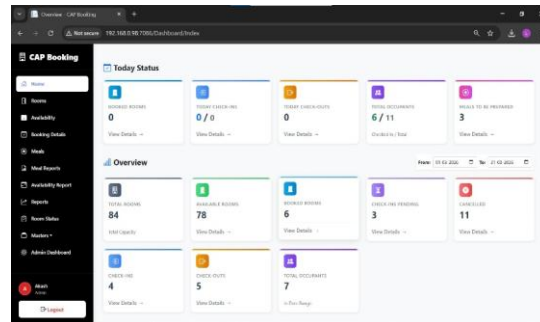 Overview - CAP Booking
Not secure 192.168.0.98:7086/Dashboard/Index
CAP Booking
Home
Rooms
Availability
Booking Details
Meals
Meal Reports
Availability Report
Reports
Room Status
Masters
Admin Dashboard
A Akash
Admin
Logout
Today Status
BOOKED ROOMS
0
View Details →
TODAY CHECK-INS
0 / 0
View Details →
TODAY CHECK-OUTS
0
View Details →
TOTAL OCCUPANTS
6 / 11
Checked In / Total
MEALS TO BE PREPARED
3
View Details →
Overview
From: To:
TOTAL ROOMS
84
Total Capacity
AVAILABLE ROOMS
78
View Details →
BOOKED ROOMS
6
View Details →
CHECK-INS PENDING
3
View Details →
CANCELLED
11
View Details →
CHECK-INS
4
View Details →
CHECK-OUTS
5
View Details →
TOTAL OCCUPANTS
7
In Date Range